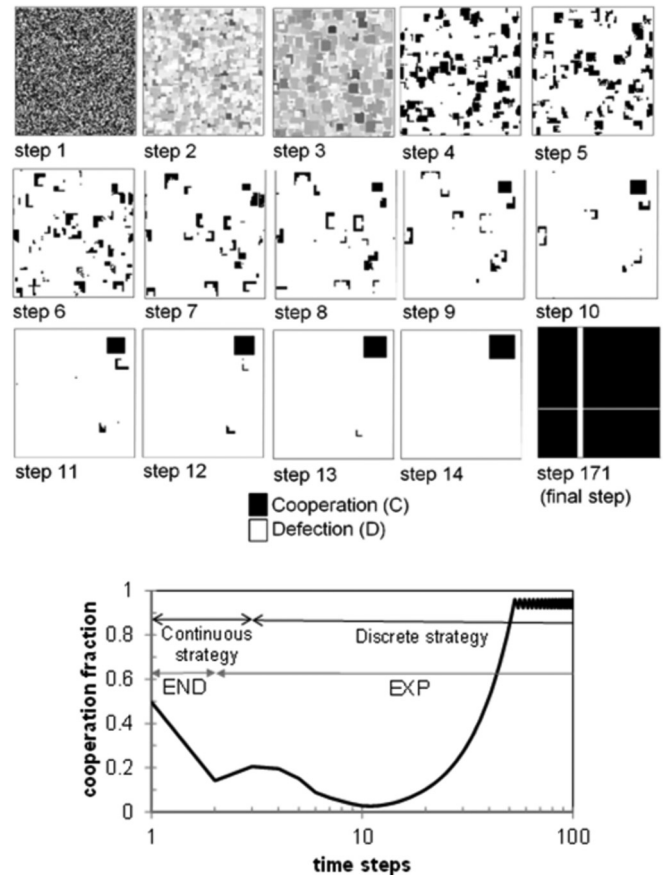 step 1 step 2 step 3 step 4 step 5
step 6 step 7 step 8 step 9 step 10
step 11 step 12 step 13 step 14 step 171
(final step)
Cooperation (C)
Defection (D)
1
0.8
0.6
0.4
0.2
0
cooperation fraction
Continuous
strategy
Discrete strategy
END
EXP
1 10 100
time steps